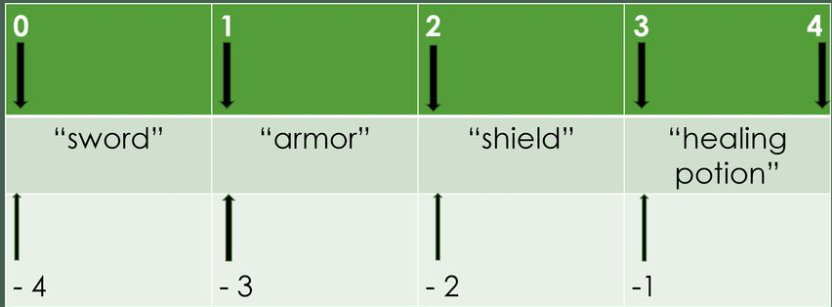 0 1 2 3 4
“sword” “armor” “shield” “healing
potion”
- 4 - 3 - 2 -1